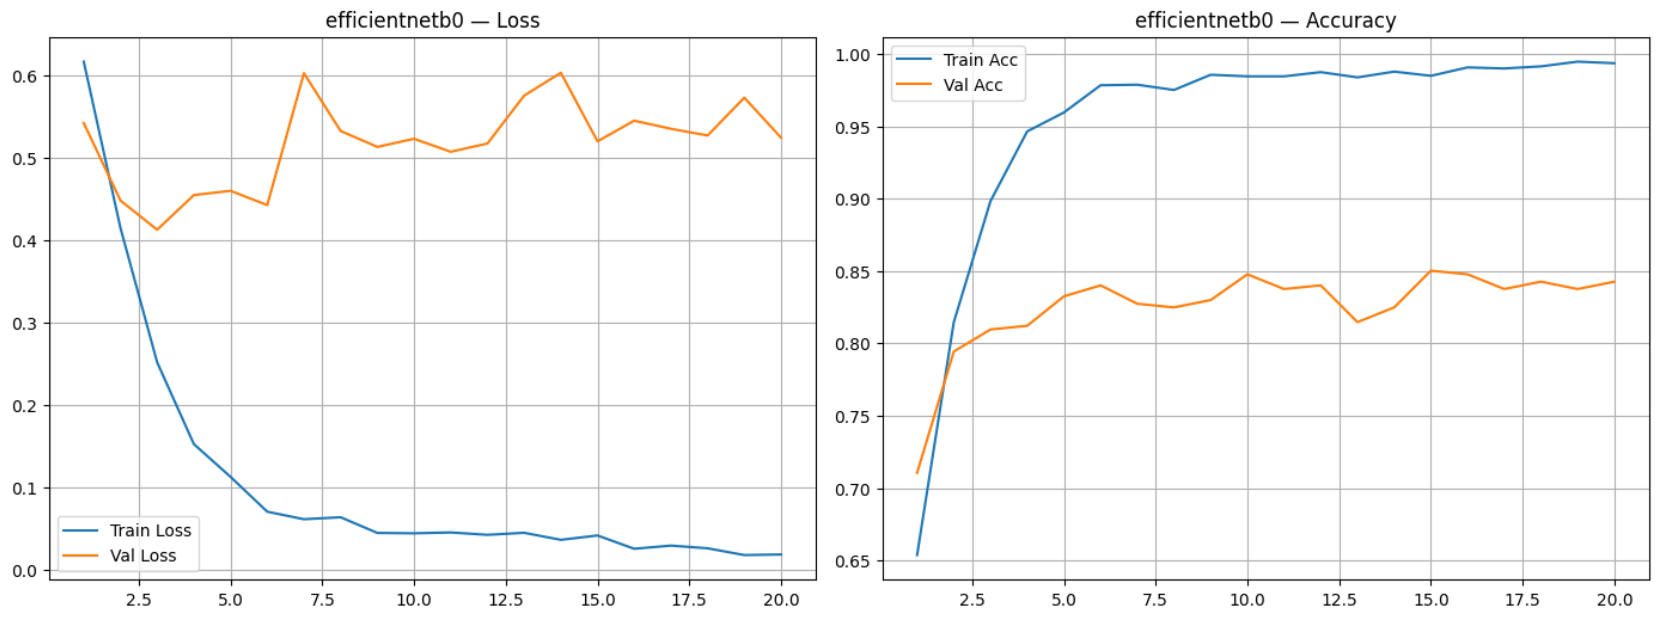 efficientnetb0 — Loss
0.6
0.5
0.4
0.3
0.2
0.1
0.0
Train Loss
Val Loss
2.5 5.0 7.5 10.0 12.5 15.0 17.5 20.0
efficientnetb0 — Accuracy
Train Acc
Val Acc
1.00
0.95
0.90
0.85
0.80
0.75
0.70
0.65
2.5 5.0 7.5 10.0 12.5 15.0 17.5 20.0